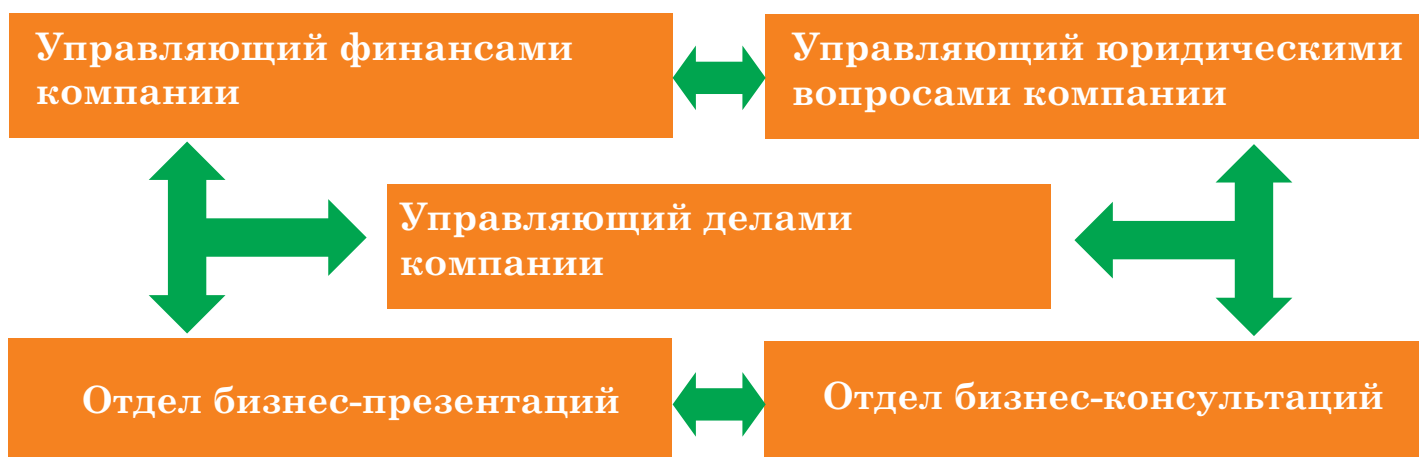 Управляющий финансами
компании
Управляющий юридическими
вопросами компании
Управляющий делами
компании
Отдел бизнес-презентаций
Отдел бизнес-консультаций